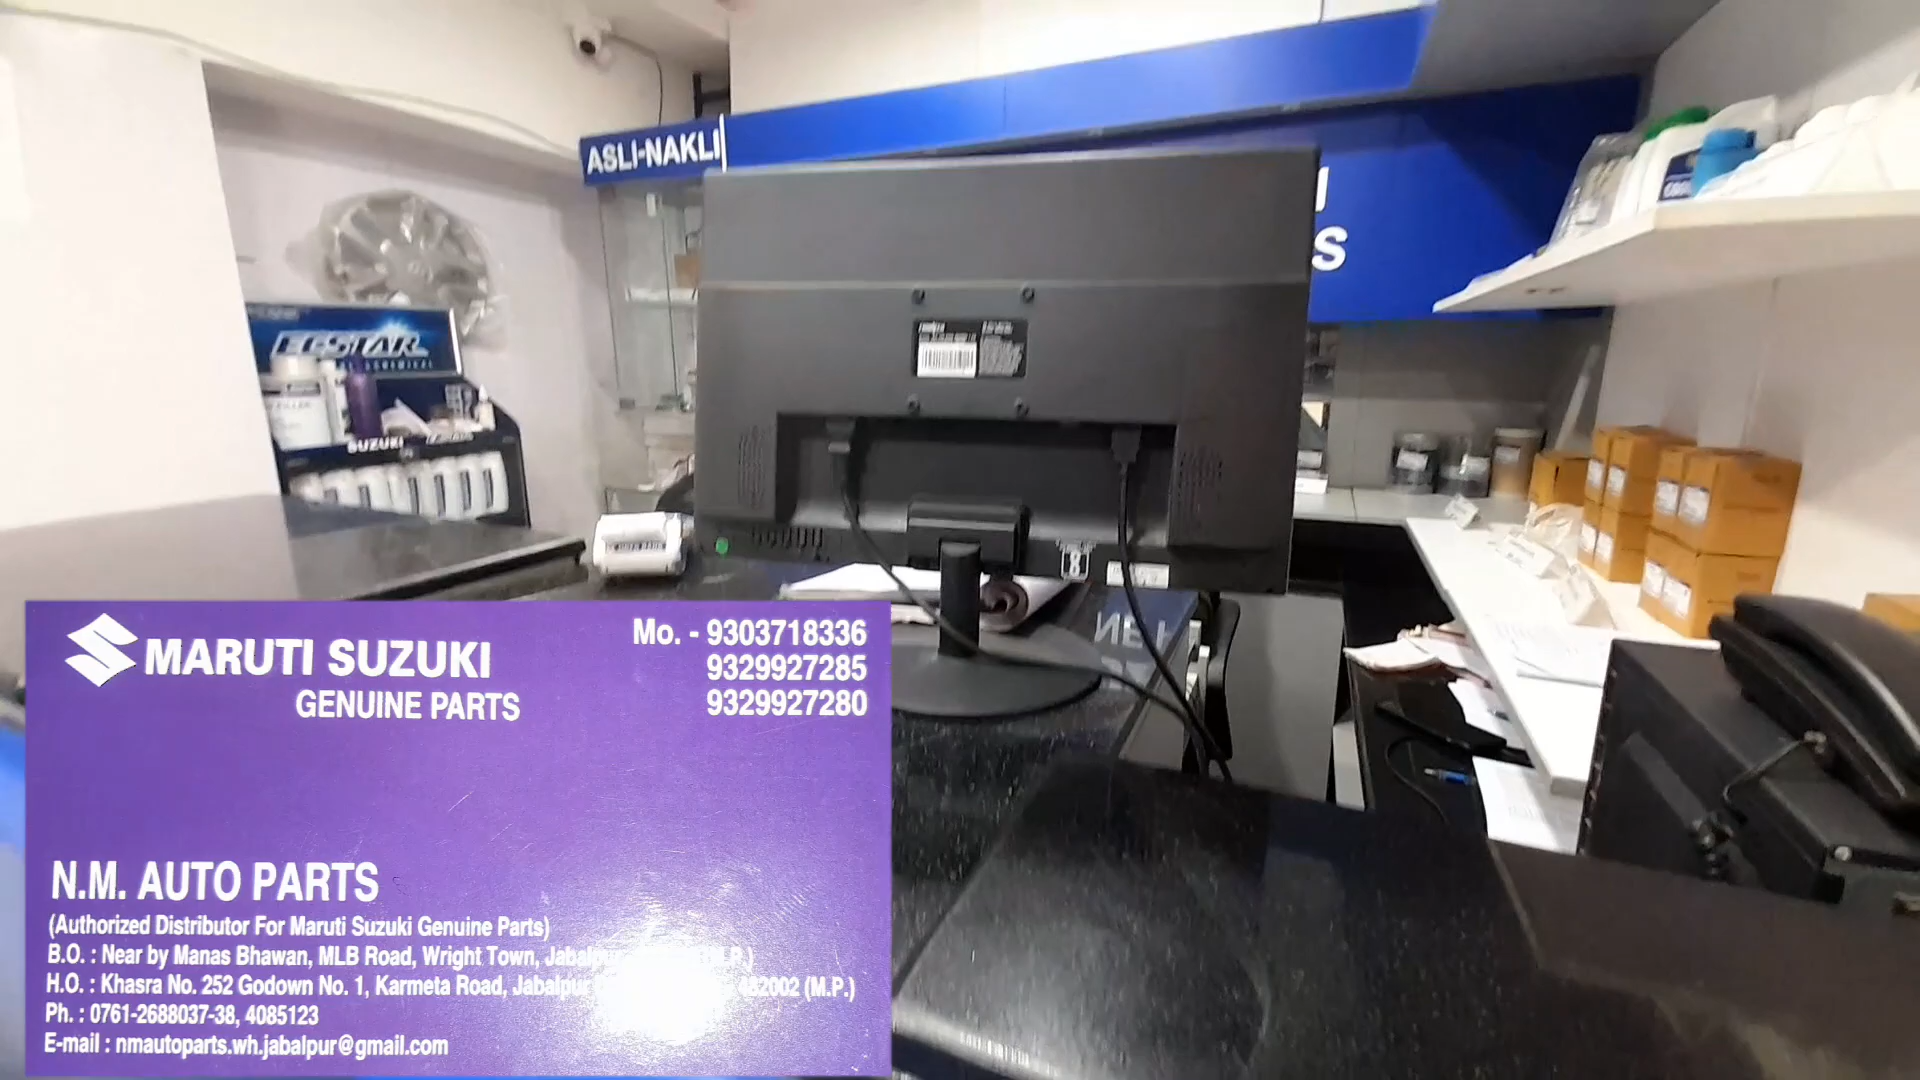 ASLI-NAKLI
S
ECSTAR
SUZUKI
MARUTI SUZUKI
GENUINE PARTS
Mo. - 9303718336
9329927285
9329927280
N.M. AUTO PARTS
(Authorized Distributor For Maruti Suzuki Genuine Parts)
B.O. : Near by Manas Bhawan, MLB Road, Wright Town, Jabalpur
H.O. : Khasra No. 252 Godown No. 1, Karmeta Road, Jabalpur 482002 (M.P.)
Ph. : 0761-2688037-38, 4085123
E-mail : nmautoparts.wh.jabalpur@gmail.com